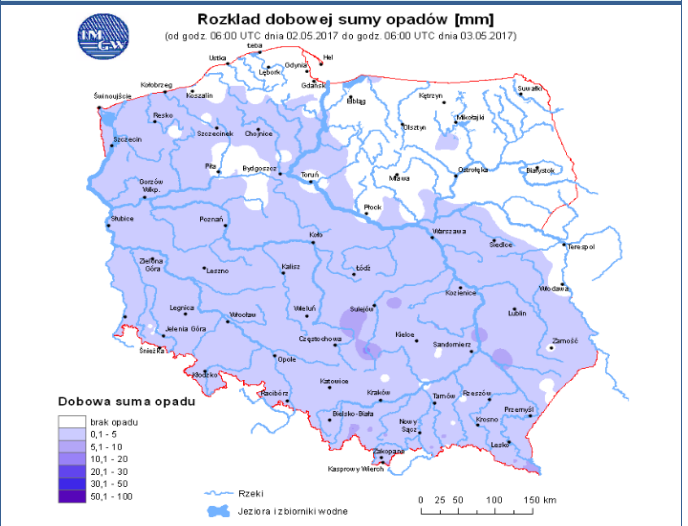 Rozkład dobowej sumy opadów [mm]
(od godz. 06:00 UTC dnia 02.05.2017 do godz. 06:00 UTC dnia 03.05.2017)
IM
GW
Łeba
Ustka
Hel
Gdynia
Lębork
Gdańsk
Kołobrzeg
Koszalin
Świnoujście
Elbląg
Kętrzyn
Suwałki
Resko
Szczecinek
Chojnice
Olsztyn
Mikołajki
Szczecin
Piła
Bydgoszcz
Toruń
Mława
Ostrołęka
Białystok
Gorzów
Wlkp.
Płock
Słubice
Poznań
Koło
Warszawa
Siedlce
Terespol
Zielona
Góra
Leszno
Kalisz
Łódź
Kozienice
Włodawa
Legnica
Wrocław
Wieluń
Sulejów
Lublin
Jelenia Góra
Śnieżka
Częstochowa
Kielce
Sandomierz
Zamość
Opole
Kłodzko
Katowice
Racibórz
Kraków
Tarnów
Rzeszów
Przemyśl
Bielsko-Biała
Nowy
Sącz
Krosno
Lesko
Zakopane
Kasprowy Wierch
Dobowa suma opadu
brak opadu
0,1 - 5
5,1 - 10
10,1 - 20
20,1 - 30
30,1 - 50
50,1 - 100
Rzeki
Jeziora i zbiorniki wodne
0 25 50 100 150 km